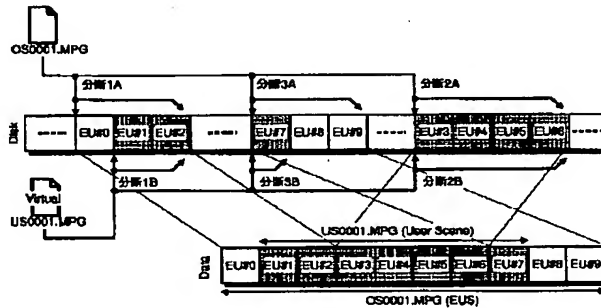 OS0001.MPG
分断1A
分断3A
分断2A
Disk
EU#0
EU#1
EU#2
EU#7
EU#8
EU#9
EU#3
EU#4
EU#5
EU#6
Virtual
US0001.MPG
分断1B
分断3B
分断2B
US0001.MPG (User Scene)
Data
EU#0
EU#1
EU#2
EU#3
EU#4
EU#5
EU#6
EU#7
EU#8
EU#9
OS0001.MPG (EUS)